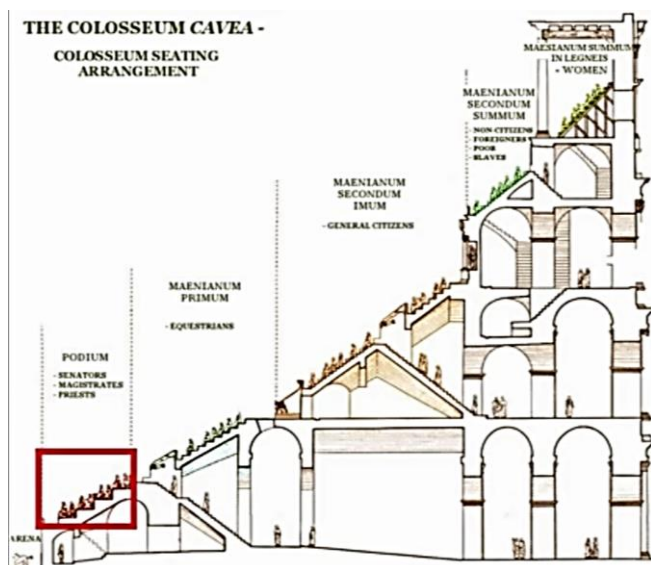 THE COLOSSEUM CAVEA -
COLOSSEUM SEATING
ARRANGEMENT
MAESIANUM SUMMUM
IN LEGNEIS
- WOMEN
MAENIANUM
SECONDUM
SUMMUM
- NON-CITIZENS
- FOREIGNERS
- POOR
- SLAVES
MAENIANUM
SECONDUM
IMUM
- GENERAL CITIZENS
MAENIANUM
PRIMUM
- EQUESTRIANS
PODIUM
- SENATORS
- MAGISTRATES
- PRIESTS
ARENA